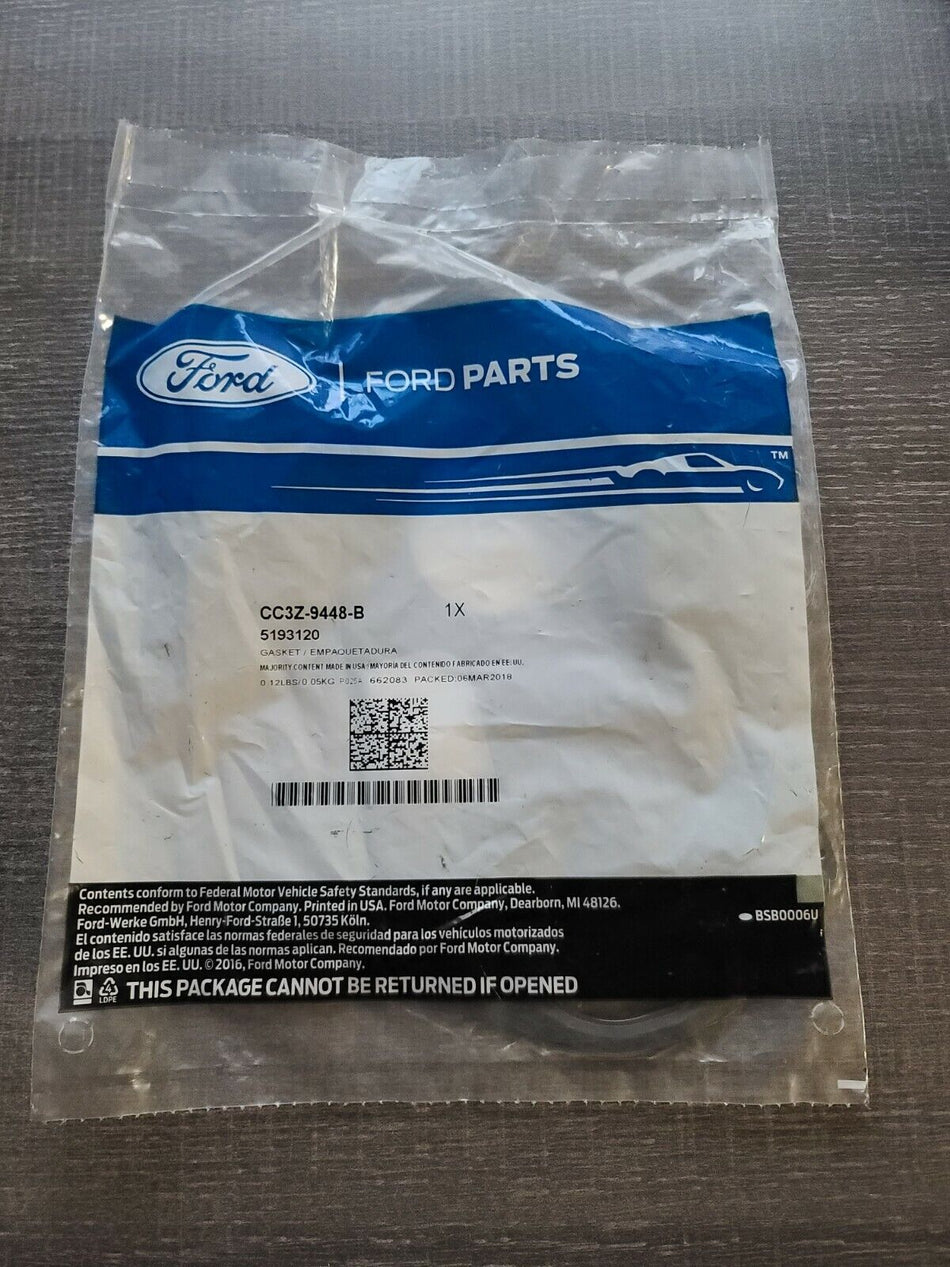 Ford | FORD PARTS
TM
CC3Z-9448-B 1X
5193120
GASKET / EMPAQUETADURA
MAJORITY CONTENT MADE IN USA/MAYORIA DEL CONTENIDO FABRICADO EN EE.UU.
0.12LBS/0.05KG P025A 662083 PACKED:06MAR2018
Contents conform to Federal Motor Vehicle Safety Standards, if any are applicable.
Recommended by Ford Motor Company. Printed in USA. Ford Motor Company, Dearborn, MI 48126.
Ford-Werke GmbH, Henry-Ford-Straße 1, 50735 Köln.
BSB0006U
El contenido satisface las normas federales de seguridad para los vehículos motorizados
de los EE. UU. si algunas de las normas aplican. Recomendado por Ford Motor Company.
Impreso en los EE. UU. © 2016, Ford Motor Company.
4
LDPE
THIS PACKAGE CANNOT BE RETURNED IF OPENED